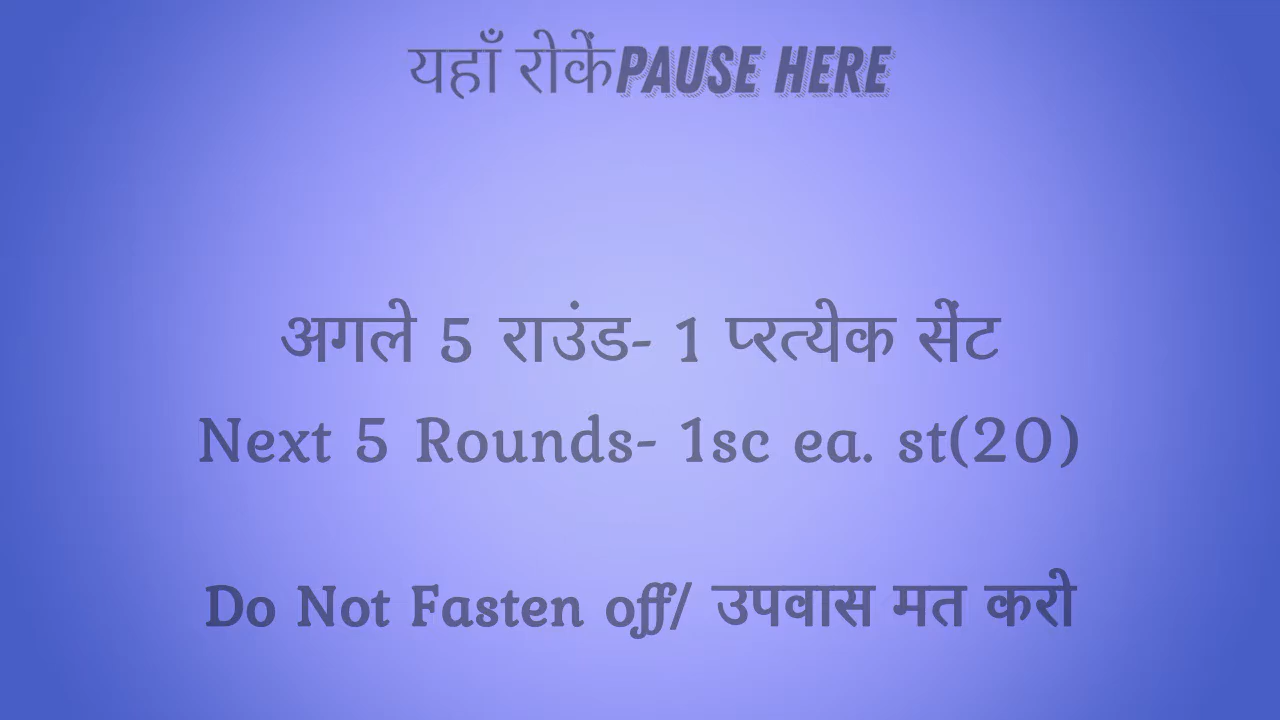 यहाँ रोकेंPAUSE HERE
अगले 5 राउंड- 1 प्रत्येक सेंट
Next 5 Rounds- 1sc ea. st(20)
Do Not Fasten off/ उपवास मत करो